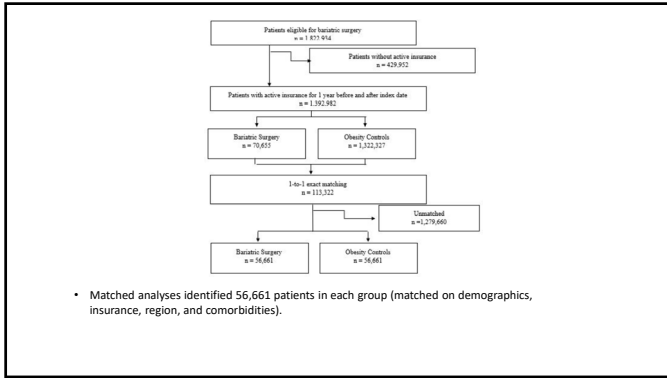 Patients eligible for bariatric surgery
n = 1,822,934
Patients without active insurance
n = 429,952
Patients with active insurance for 1 year before and after index date
n = 1,392,982
Bariatric Surgery
n = 70,655
Obesity Controls
n = 1,322,327
1-to-1 exact matching
n = 113,322
Unmatched
n =1,279,660
Bariatric Surgery
n = 56,661
Obesity Controls
n = 56,661
• Matched analyses identified 56,661 patients in each group (matched on demographics,
insurance, region, and comorbidities).